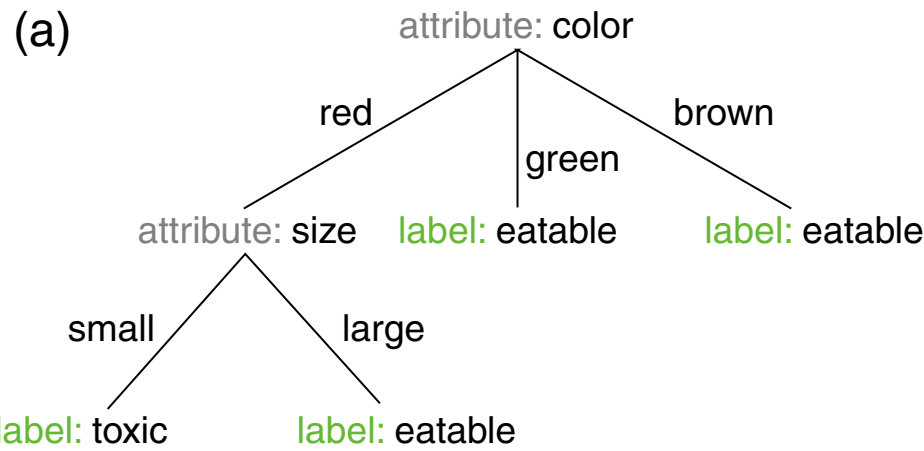 (a)
attribute: color
red
brown
green
attribute: size
label: eatable
label: eatable
small
large
label: toxic
label: eatable